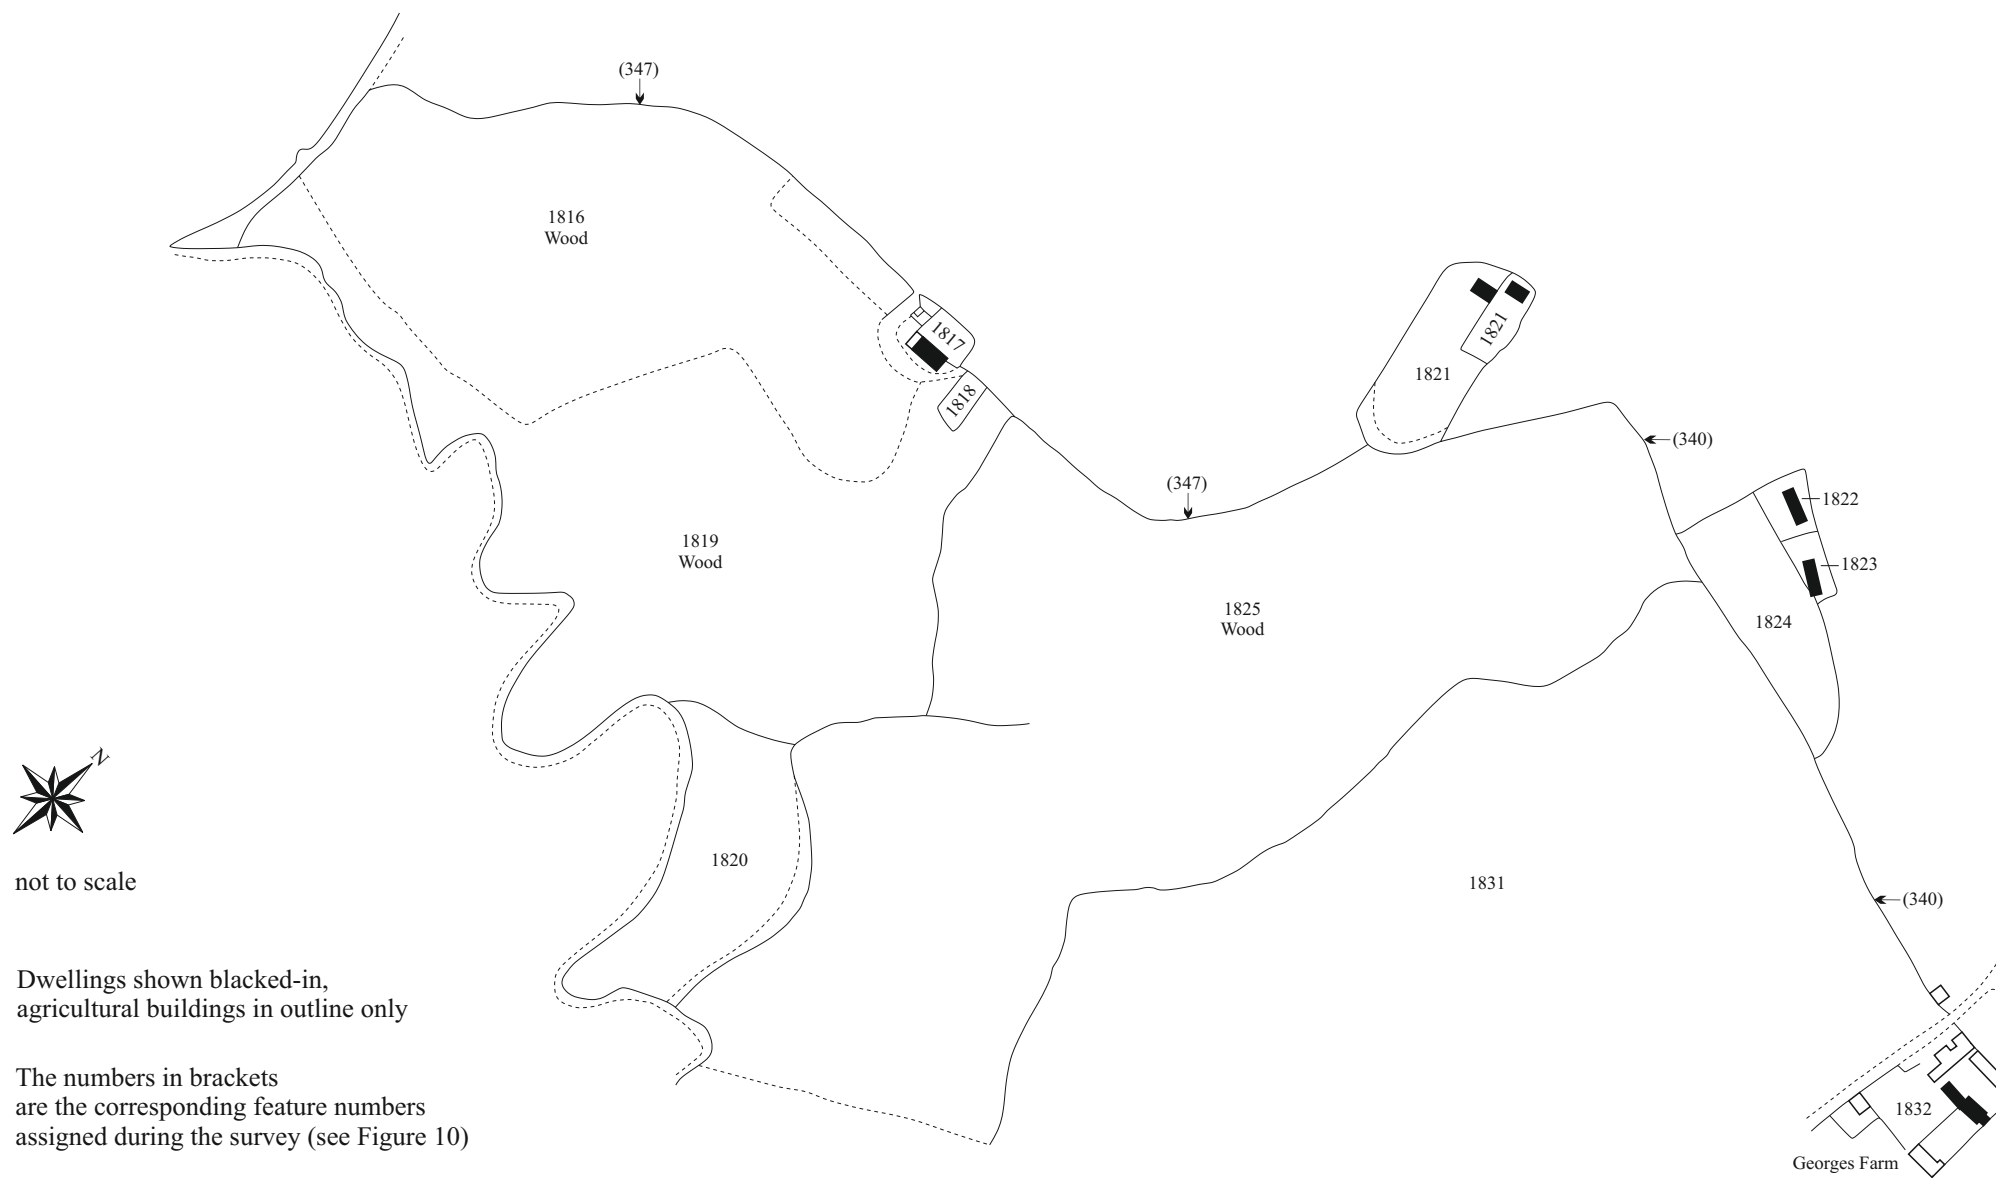 (347)
1816
Wood
1817
1818
1821
1821
(340)
(347)
1822
1819
Wood
1823
1825
Wood
1824
N
not to scale
1820
1831
(340)
Dwellings shown blacked-in,
agricultural buildings in outline only
The numbers in brackets
are the corresponding feature numbers
assigned during the survey (see Figure 10)
1832
Georges Farm